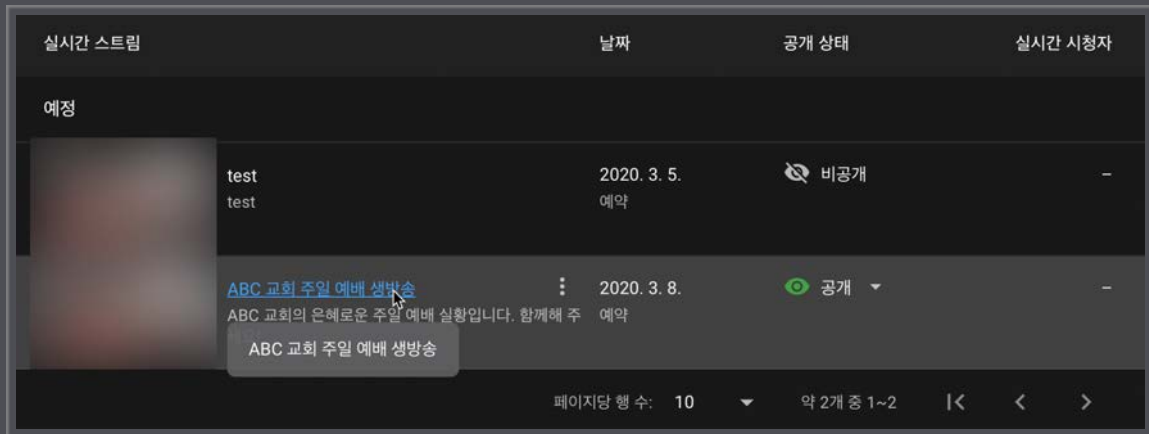 실시간 스트림 날짜 공개 상태 실시간 시청자
예정
test 2020. 3. 5. 비공개 –
test 예약
ABC 교회 주일 예배 생방송 2020. 3. 8. 공개 –
ABC 교회의 은혜로운 주일 예배 실황입니다. 함께해 주 예약
ABC 교회 주일 예배 생방송
페이지당 행 수: 10 약 2개 중 1~2